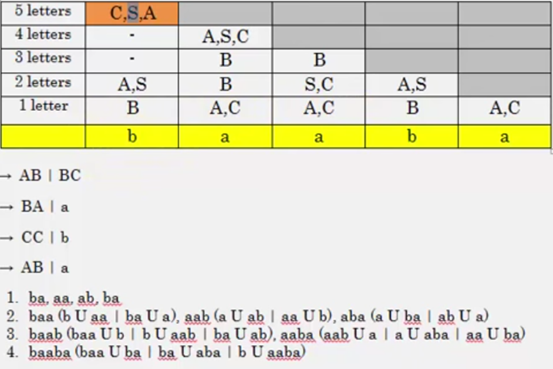 5 letters C,S,A
4 letters - A,S,C
3 letters - B B
2 letters A,S B S,C A,S
1 letter B A,C A,C B A,C
b a a b a
→ AB | BC
→ BA | a
→ CC | b
→ AB | a
1. ba, aa, ab, ba
2. baa (b U aa | ba U a), aab (a U ab | aa U b), aba (a U ba | ab U a)
3. baab (baa U b | b U aab | ba U ab), aaba (aab U a | a U aba | aa U ba)
4. baaba (baa U ba | ba U aba | b U aaba)